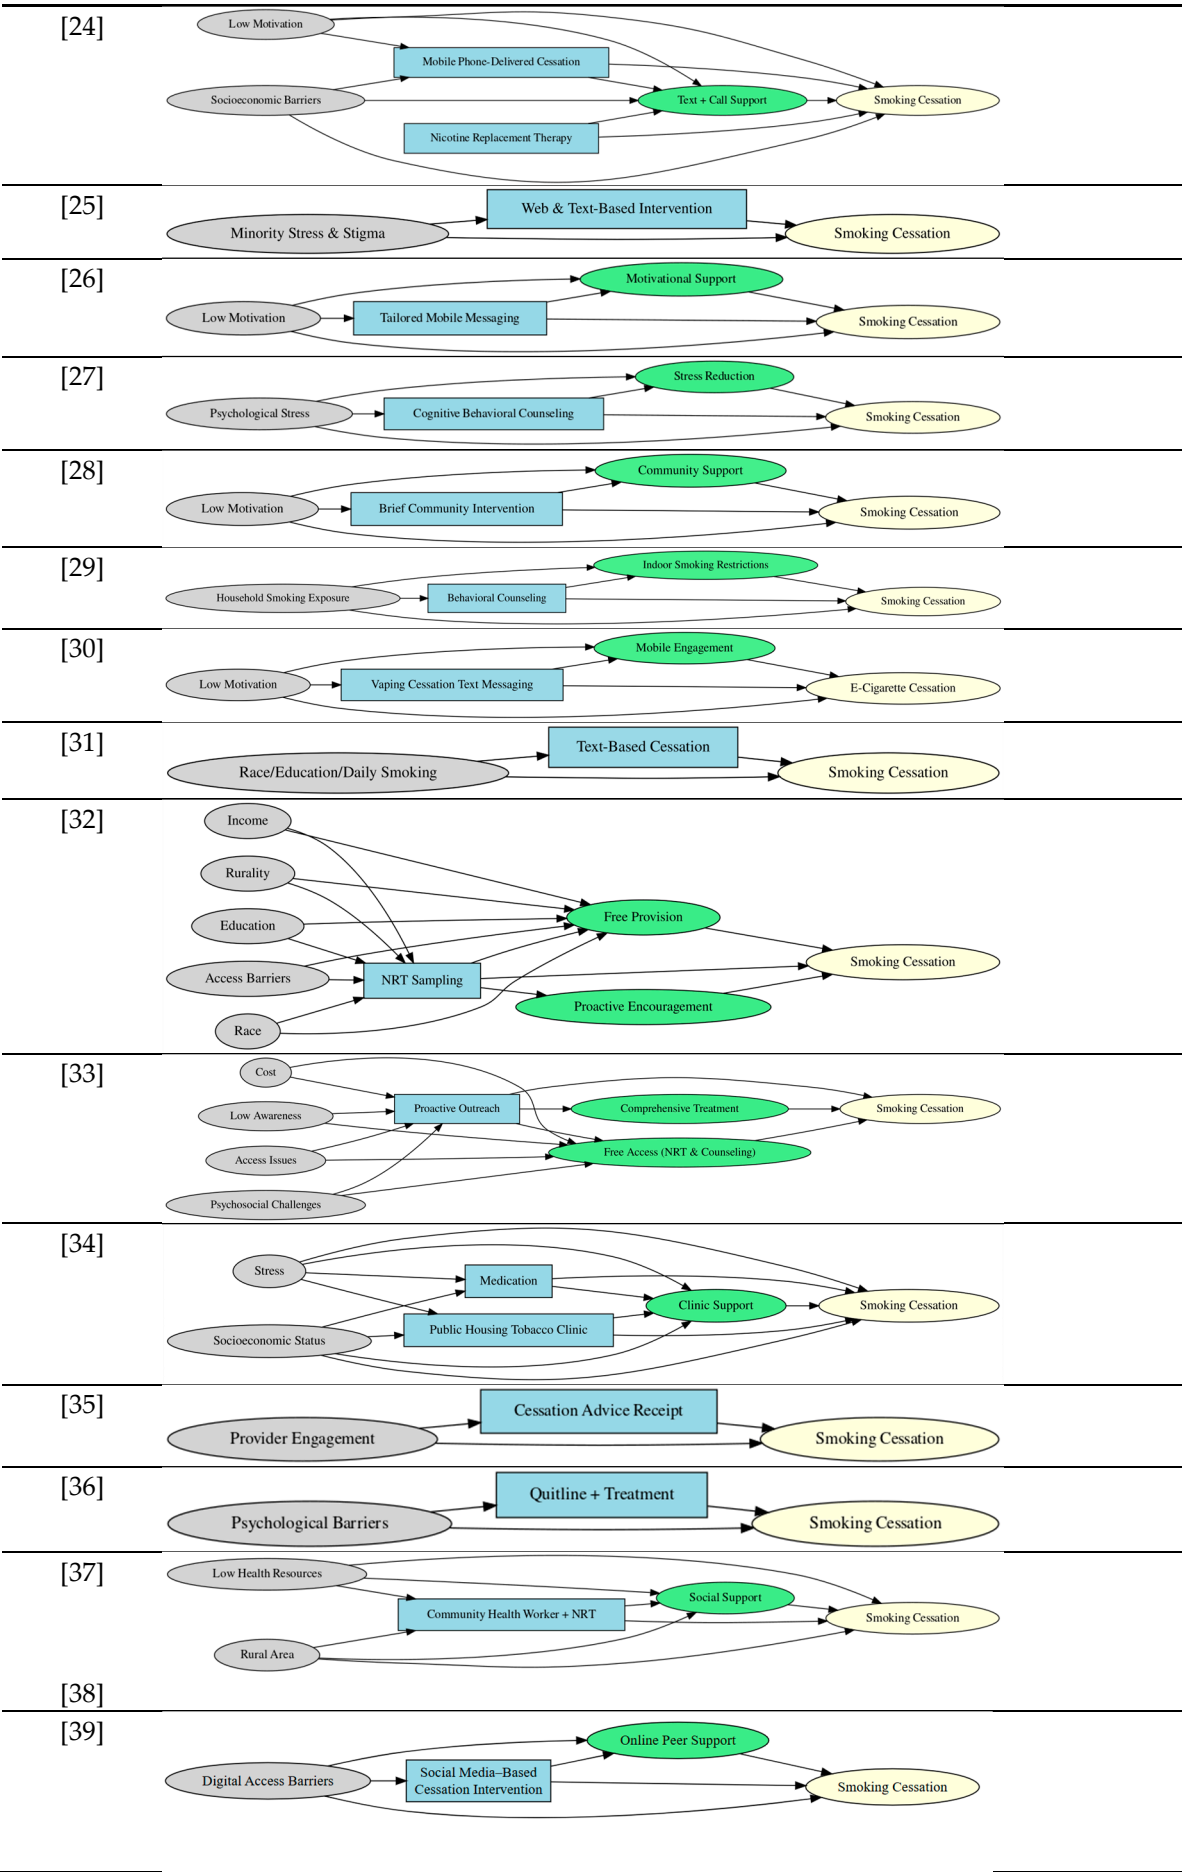 [24]
Low Motivation
Mobile Phone-Delivered Cessation
Socioeconomic Barriers
Text + Call Support
Smoking Cessation
Nicotine Replacement Therapy
[25]
Web & Text-Based Intervention
Minority Stress & Stigma
Smoking Cessation
[26]
Motivational Support
Low Motivation
Tailored Mobile Messaging
Smoking Cessation
[27]
Stress Reduction
Psychological Stress
Cognitive Behavioral Counseling
Smoking Cessation
[28]
Community Support
Low Motivation
Brief Community Intervention
Smoking Cessation
[29]
Indoor Smoking Restrictions
Household Smoking Exposure
Behavioral Counseling
Smoking Cessation
[30]
Mobile Engagement
Low Motivation
Vaping Cessation Text Messaging
E-Cigarette Cessation
[31]
Text-Based Cessation
Race/Education/Daily Smoking
Smoking Cessation
[32]
Income
Rurality
Education
Free Provision
Access Barriers
NRT Sampling
Smoking Cessation
Proactive Encouragement
Race
[33]
Cost
Low Awareness
Proactive Outreach
Comprehensive Treatment
Smoking Cessation
Access Issues
Free Access (NRT & Counseling)
Psychosocial Challenges
[34]
Stress
Medication
Clinic Support
Smoking Cessation
Public Housing Tobacco Clinic
Socioeconomic Status
[35]
Cessation Advice Receipt
Provider Engagement
Smoking Cessation
[36]
Quitline + Treatment
Psychological Barriers
Smoking Cessation
[37]
Low Health Resources
Social Support
Community Health Worker + NRT
Smoking Cessation
Rural Area
[38]
[39]
Online Peer Support
Digital Access Barriers
Social Media–Based
Cessation Intervention
Smoking Cessation